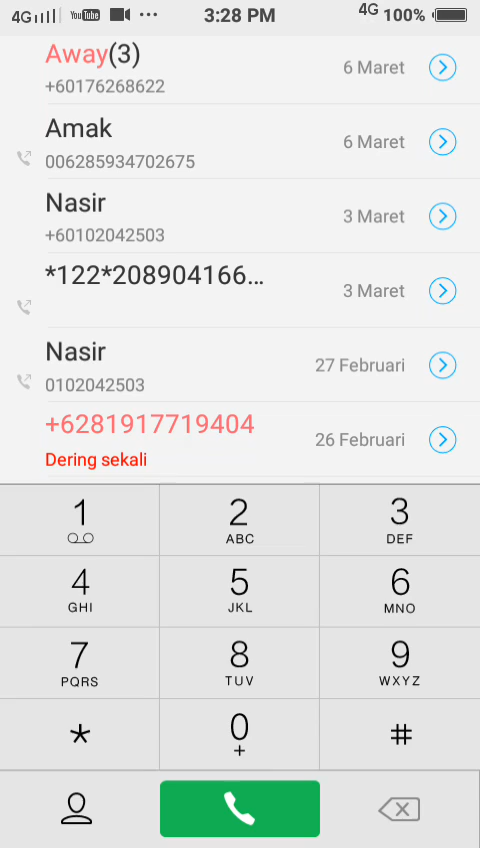 4G YouTube ... 3:28 PM 4G 100%
Away(3)
+60176268622
6 Maret
Amak
006285934702675
6 Maret
Nasir
+60102042503
3 Maret
*122*208904166...
3 Maret
Nasir
0102042503
27 Februari
+6281917719404
Dering sekali
26 Februari
1 2 3
ABC DEF
4 5 6
GHI JKL MNO
7 8 9
PQRS TUV WXYZ
* 0 #
+